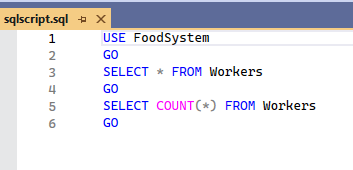 sqlscript.sql
1 USE FoodSystem
2 GO
3 SELECT * FROM Workers
4 GO
5 SELECT COUNT(*) FROM Workers
6 GO